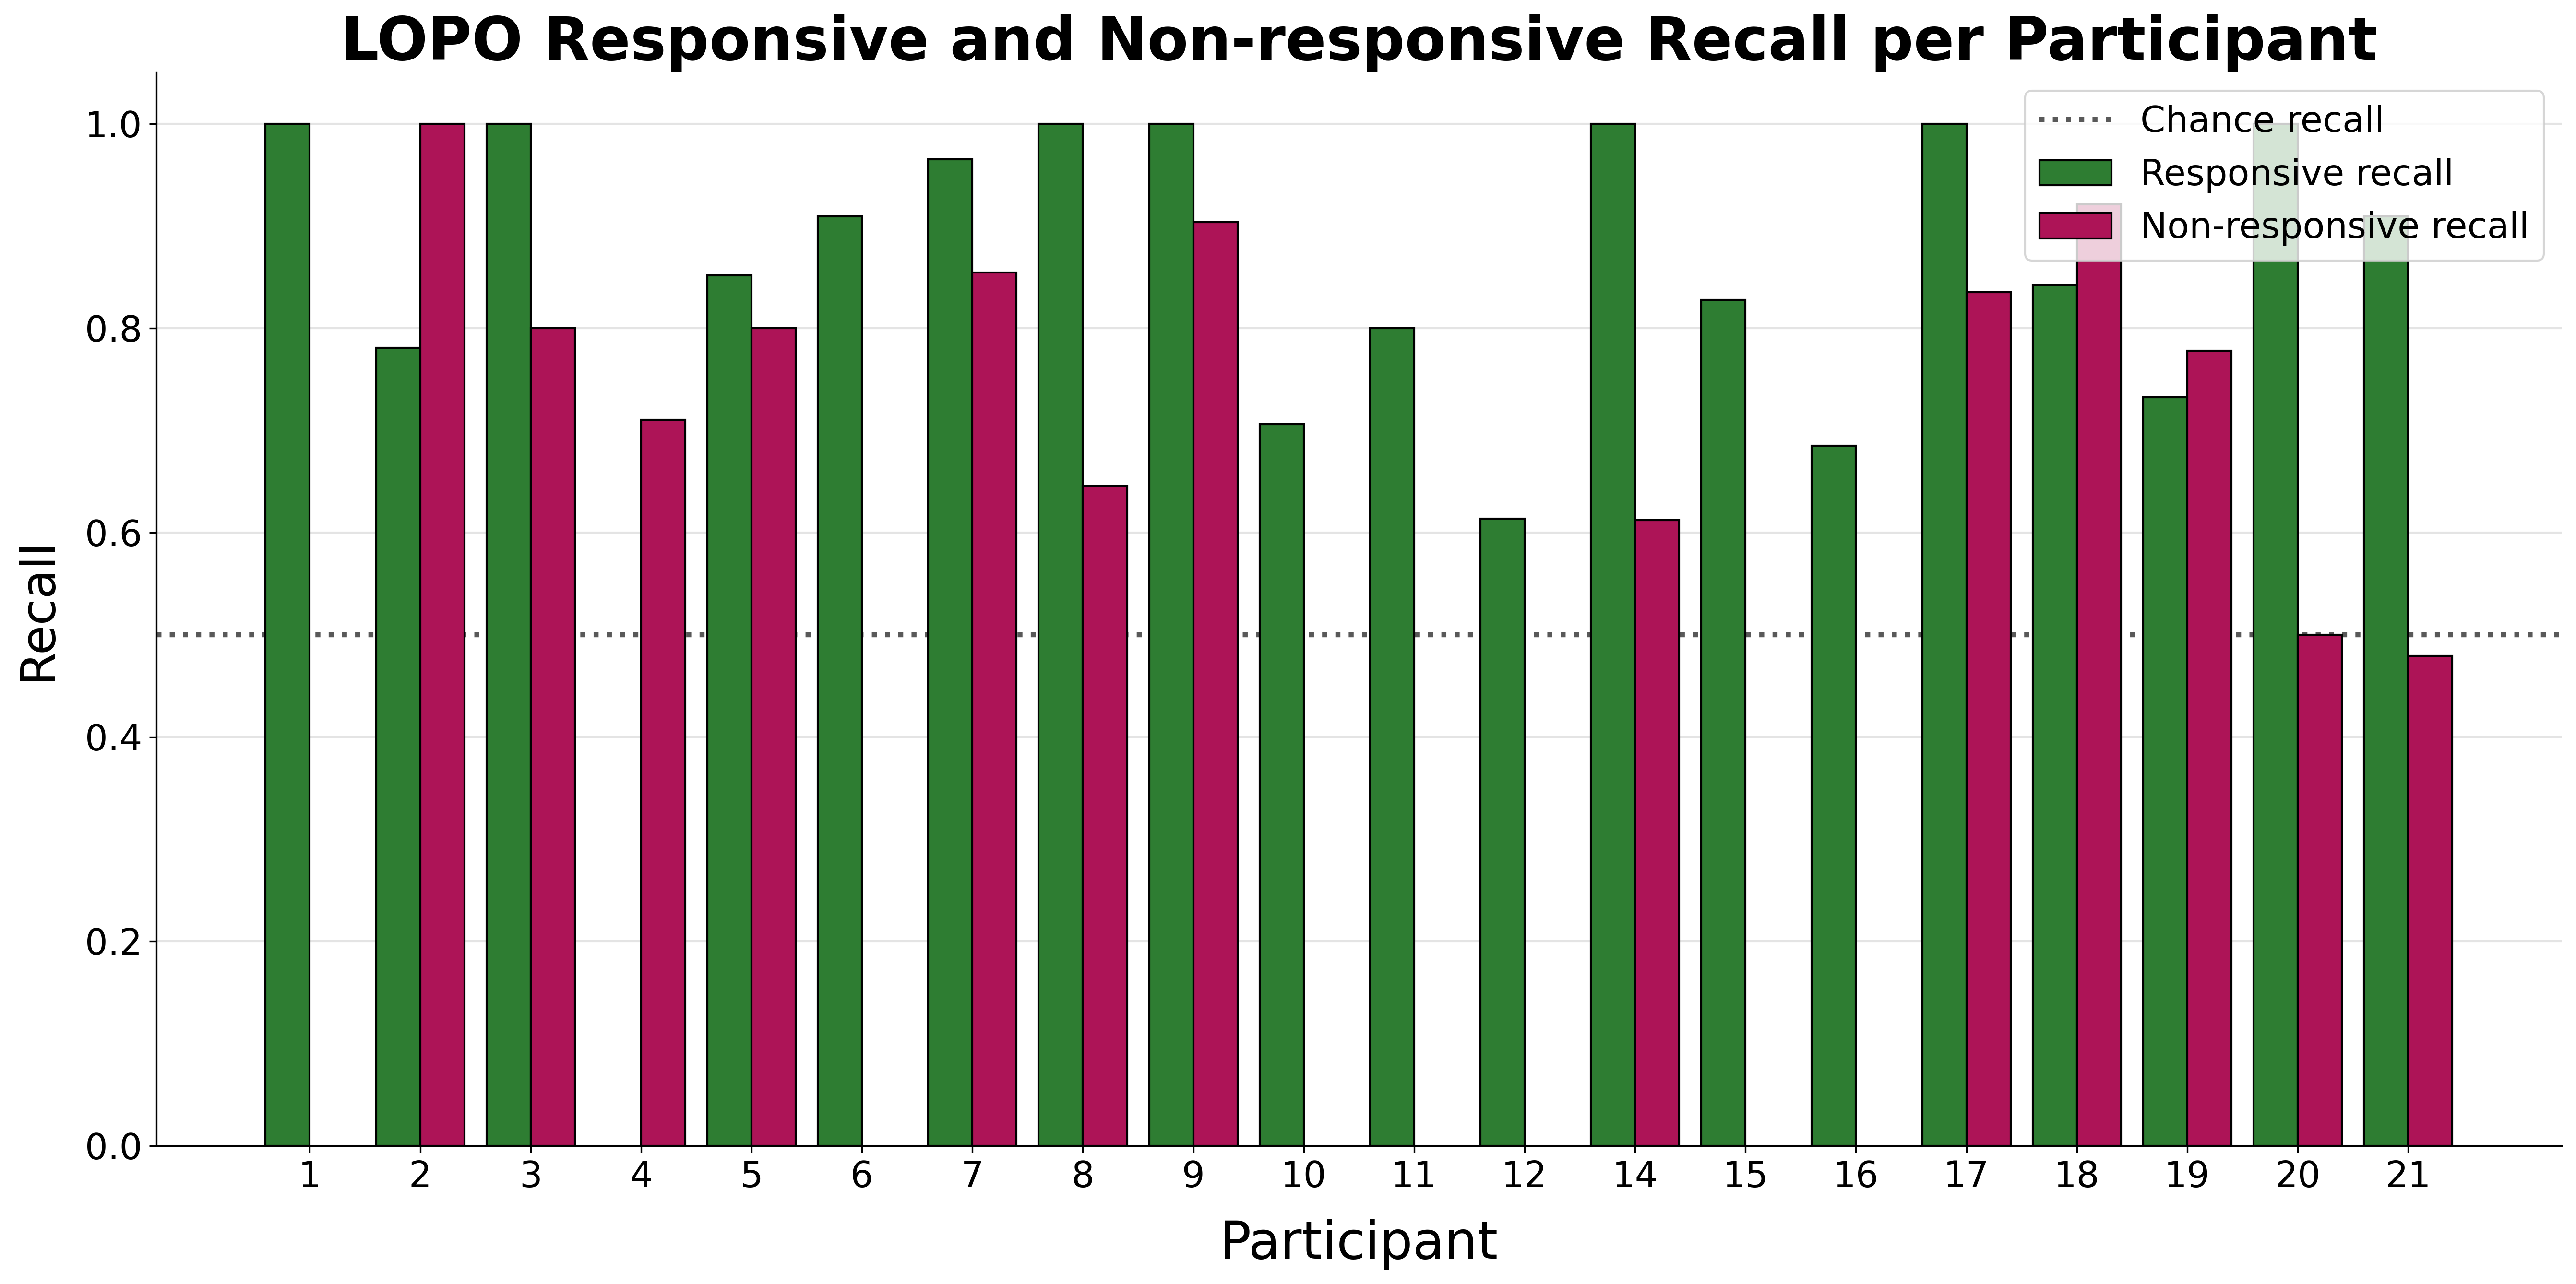 LOPO Responsive and Non-responsive Recall per Participant
Chance recall
Responsive recall
Non-responsive recall
Recall
1.0
0.8
0.6
0.4
0.2
0.0
1 2 3 4 5 6 7 8 9 10 11 12 14 15 16 17 18 19 20 21
Participant